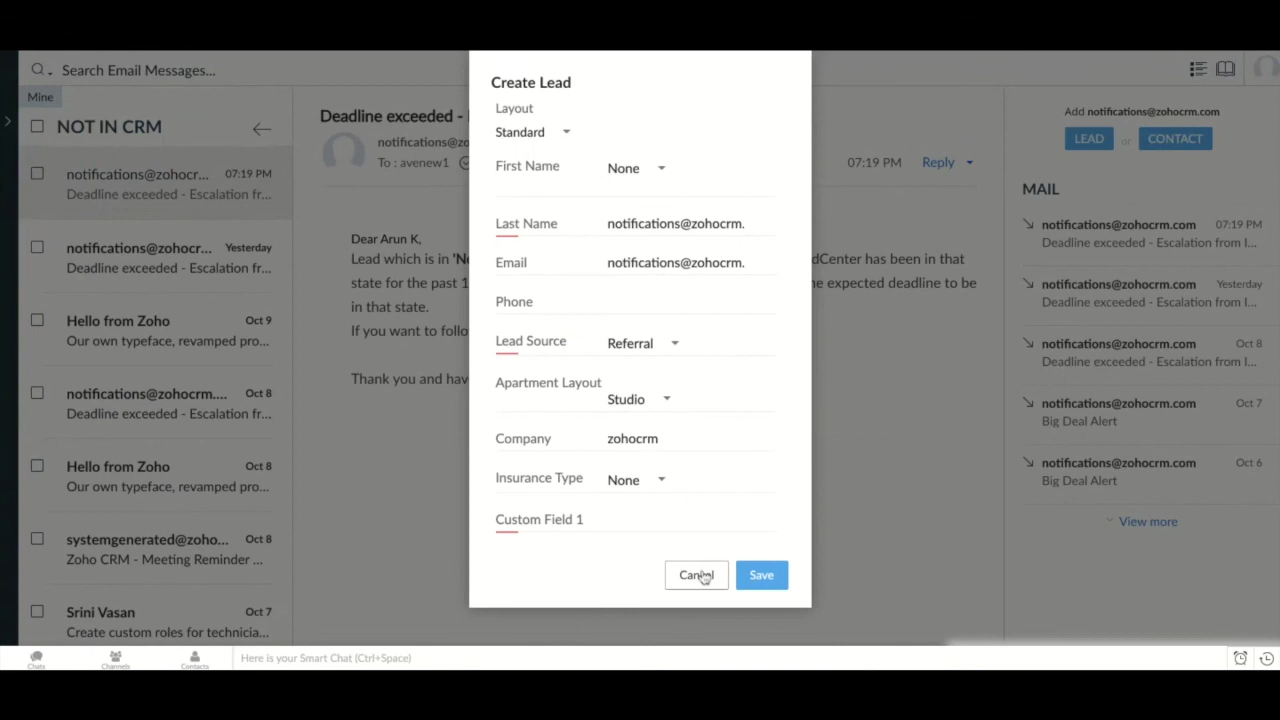 Search Email Messages...
Mine
NOT IN CRM
notifications@zohocr... 07:19 PM
Deadline exceeded - Escalation fr...
notifications@zohocr... Yesterday
Deadline exceeded - Escalation fr...
Hello from Zoho Oct 9
Our own typeface, revamped pro...
notifications@zohocrm.... Oct 8
Deadline exceeded - Escalation fr...
Hello from Zoho Oct 8
Our own typeface, revamped pro...
systemgenerated@zoho... Oct 8
Zoho CRM - Meeting Reminder ...
Srini Vasan Oct 7
Create custom roles for technicia...
Deadline exceeded -
notifications@zo
To : avenew1
07:19 PM Reply
Dear Arun K,
Lead which is in 'N
dCenter has been in that
state for the past 1
e expected deadline to be
in that state.
If you want to follo
Thank you and hav
Create Lead
Layout
Standard
First Name None
Last Name notifications@zohocrm.
Email notifications@zohocrm.
Phone
Lead Source Referral
Apartment Layout
Studio
Company zohocrm
Insurance Type None
Custom Field 1
Cancel Save
Add notifications@zohocrm.com
LEAD or CONTACT
MAIL
notifications@zohocrm.com 07:19 PM
Deadline exceeded - Escalation from I...
notifications@zohocrm.com Yesterday
Deadline exceeded - Escalation from I...
notifications@zohocrm.com Oct 8
Deadline exceeded - Escalation from I...
notifications@zohocrm.com Oct 7
Big Deal Alert
notifications@zohocrm.com Oct 6
Big Deal Alert
View more
Chats Channels Contacts Here is your Smart Chat (Ctrl+Space)